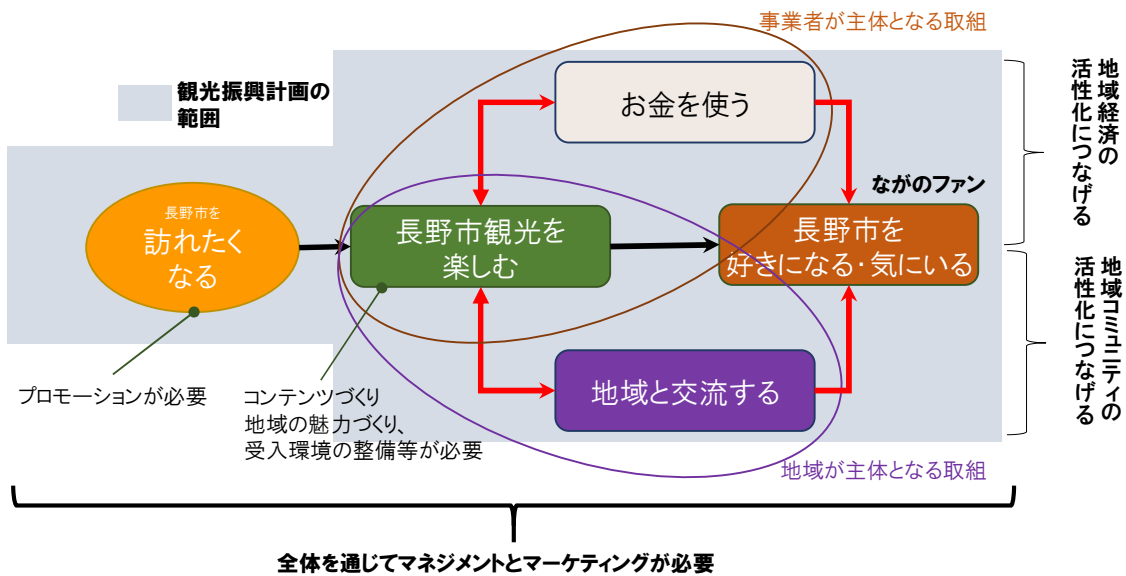 事業者が主体となる取組
観光振興計画の
範囲
お金を使う
地域経済の
活性化につなげる
ながのファン
長野市を
訪れたく
なる
長野市観光を
楽しむ
長野市を
好きになる・気にいる
地域コミュニティの
活性化につなげる
地域と交流する
プロモーションが必要
コンテンツづくり
地域の魅力づくり、
受入環境の整備等が必要
地域が主体となる取組
全体を通じてマネジメントとマーケティングが必要